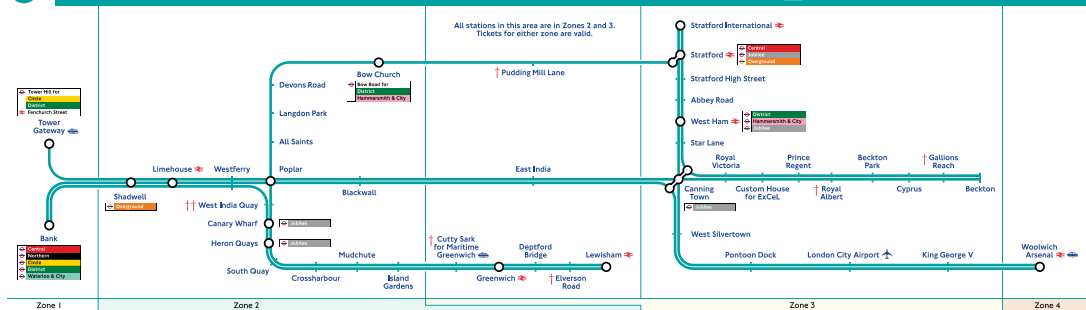 All stations in this area are in Zones 2 and 3.
Tickets for either zone are valid.
Stratford International
Stratford
Central
Jubilee
Overground
Stratford High Street
Abbey Road
West Ham
District
Hammersmith & City
Jubilee
Star Lane
† Pudding Mill Lane
Bow Church
Bow Road for
District
Hammersmith & City
Devons Road
Langdon Park
All Saints
Poplar
Tower Hill for
Circle
District
Fenchurch Street
Tower
Gateway
Limehouse
Westferry
Shadwell
Overground
Bank
Central
Northern
Circle
District
Waterloo & City
Blackwall
East India
Royal
Victoria
Prince
Regent
Beckton
Park
† Gallions
Reach
Canning
Town
Jubilee
Custom House
for ExCeL
† Royal
Albert
Cyprus
Beckton
†† West India Quay
Canary Wharf
Jubilee
Heron Quays
Jubilee
South Quay
Crossharbour
Mudchute
Island
Gardens
† Cutty Sark
for Maritime
Greenwich
Greenwich
Deptford
Bridge
† Elverson
Road
Lewisham
West Silvertown
Pontoon Dock
London City Airport
King George V
Woolwich
Arsenal
Zone 1
Zone 2
Zone 3
Zone 4